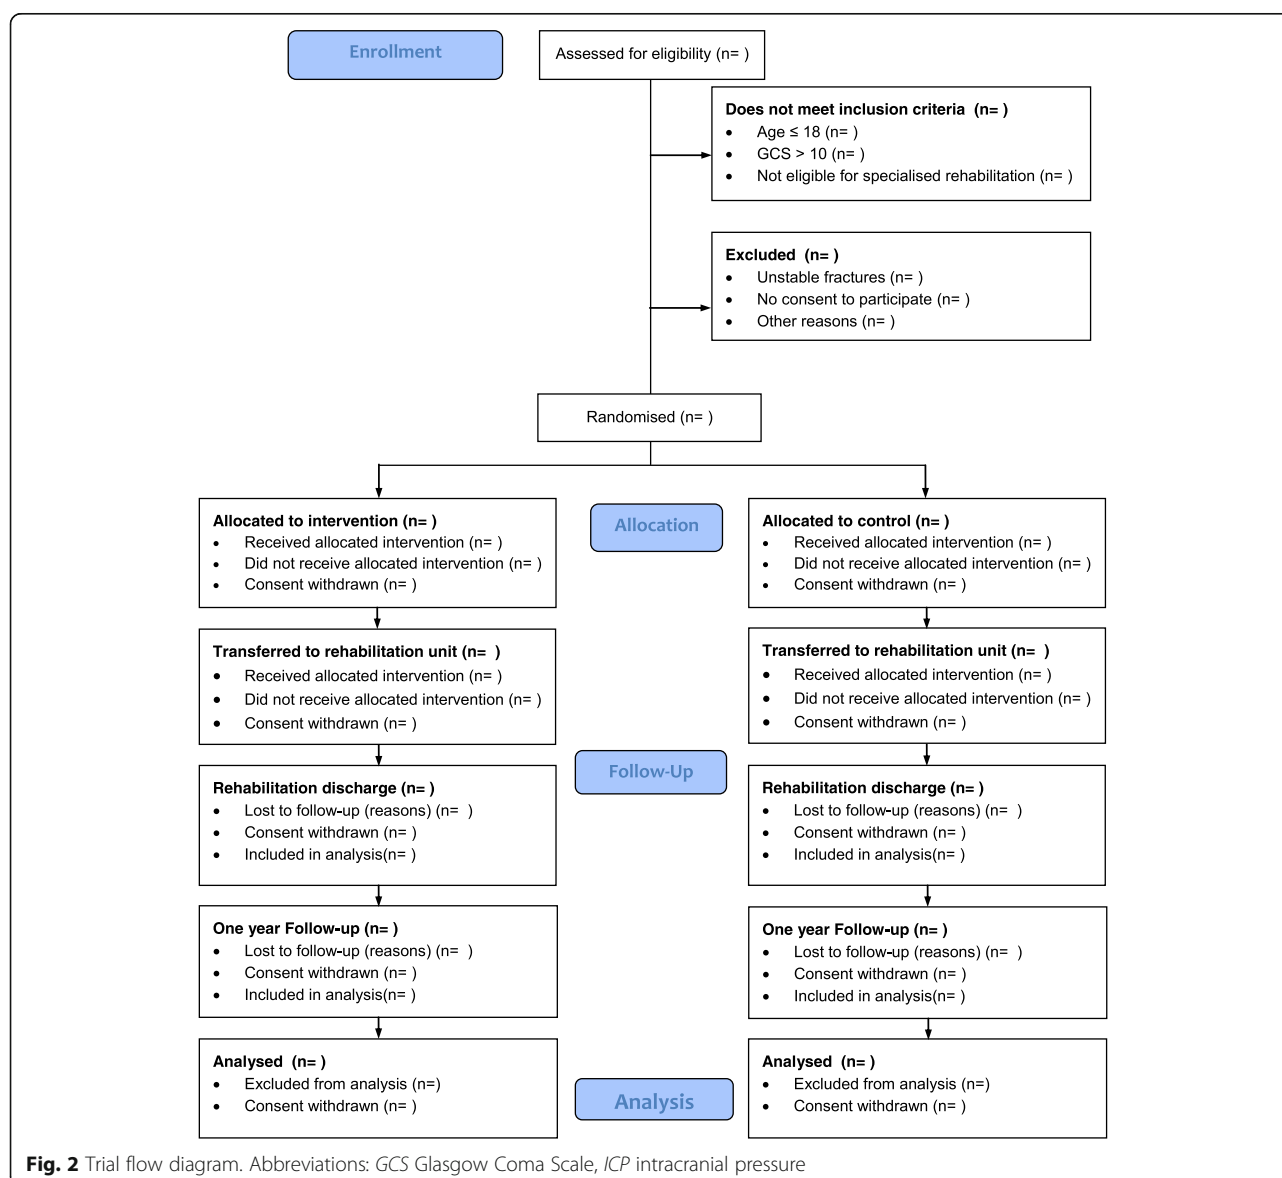 Enrollment
Assessed for eligibility (n= )
Does not meet inclusion criteria (n= )
• Age ≤ 18 (n= )
• GCS > 10 (n= )
• Not eligible for specialised rehabilitation (n= )
Excluded (n= )
• Unstable fractures (n= )
• No consent to participate (n= )
• Other reasons (n= )
Randomised (n= )
Allocation
Allocated to intervention (n= )
• Received allocated intervention (n= )
• Did not receive allocated intervention (n= )
• Consent withdrawn (n= )
Allocated to control (n= )
• Received allocated intervention (n= )
• Did not receive allocated intervention (n= )
• Consent withdrawn (n= )
Transferred to rehabilitation unit (n= )
• Received allocated intervention (n= )
• Did not receive allocated intervention (n= )
• Consent withdrawn (n= )
Transferred to rehabilitation unit (n= )
• Received allocated intervention (n= )
• Did not receive allocated intervention (n= )
• Consent withdrawn (n= )
Follow-Up
Rehabilitation discharge (n= )
• Lost to follow-up (reasons) (n= )
• Consent withdrawn (n= )
• Included in analysis(n= )
Rehabilitation discharge (n= )
• Lost to follow-up (reasons) (n= )
• Consent withdrawn (n= )
• Included in analysis(n= )
One year Follow-up (n= )
• Lost to follow-up (reasons) (n= )
• Consent withdrawn (n= )
• Included in analysis(n= )
One year Follow-up (n= )
• Lost to follow-up (reasons) (n= )
• Consent withdrawn (n= )
• Included in analysis(n= )
Analysed (n= )
• Excluded from analysis (n=)
• Consent withdrawn (n= )
Analysis
Analysed (n= )
• Excluded from analysis (n=)
• Consent withdrawn (n= )
Fig. 2 Trial flow diagram. Abbreviations: GCS Glasgow Coma Scale, ICP intracranial pressure